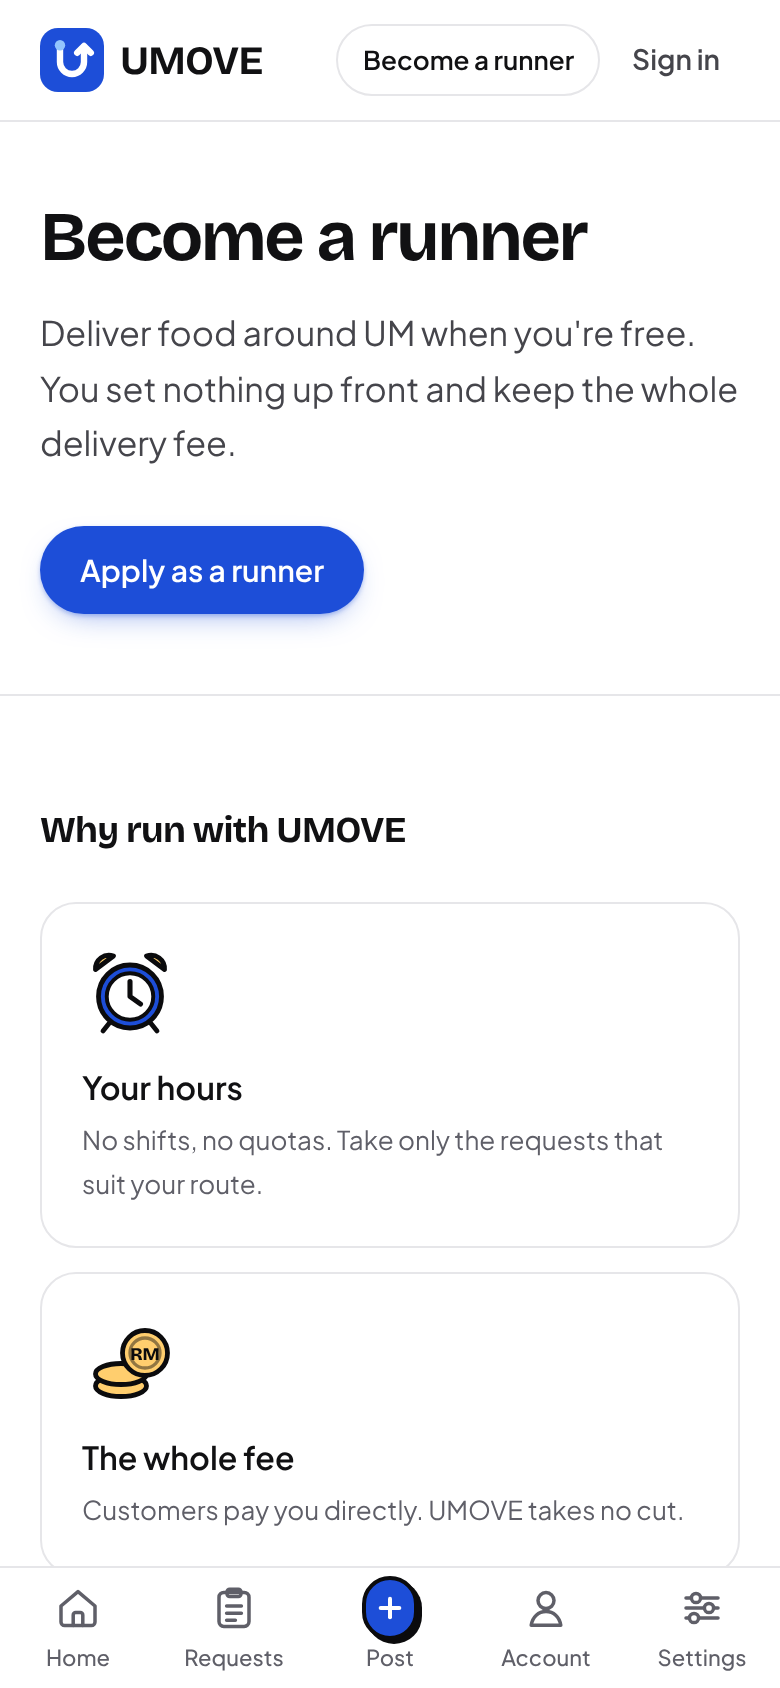 UMOVE
Become a runner
Sign in
Become a runner
Deliver food around UM when you're free.
You set nothing up front and keep the whole
delivery fee.
Apply as a runner
Why run with UMOVE
Your hours
No shifts, no quotas. Take only the requests that
suit your route.
RM
The whole fee
Customers pay you directly. UMOVE takes no cut.
Home
Requests
Post
Account
Settings